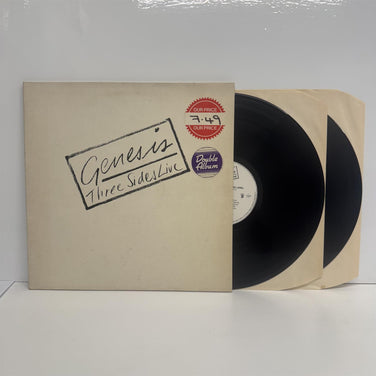 OUR PRICE
7.49
OUR PRICE
Genesis
Three Sides Live
Double
Album